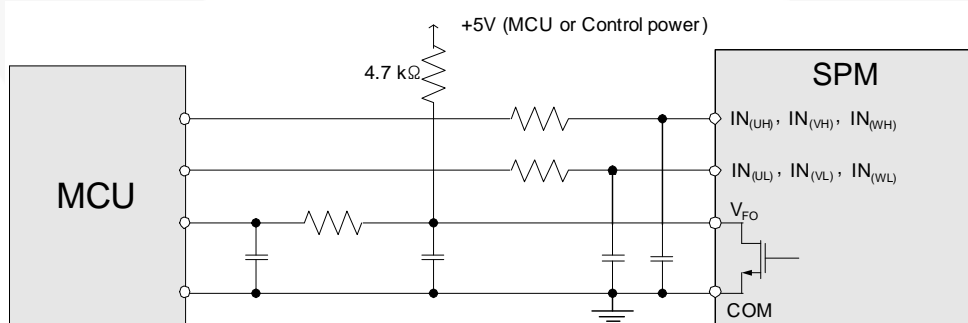 +5V (MCU or Control power)
4.7 kΩ
SPM
IN(UH), IN(VH), IN(WH)
IN(UL), IN(VL), IN(WL)
MCU
VFO
COM